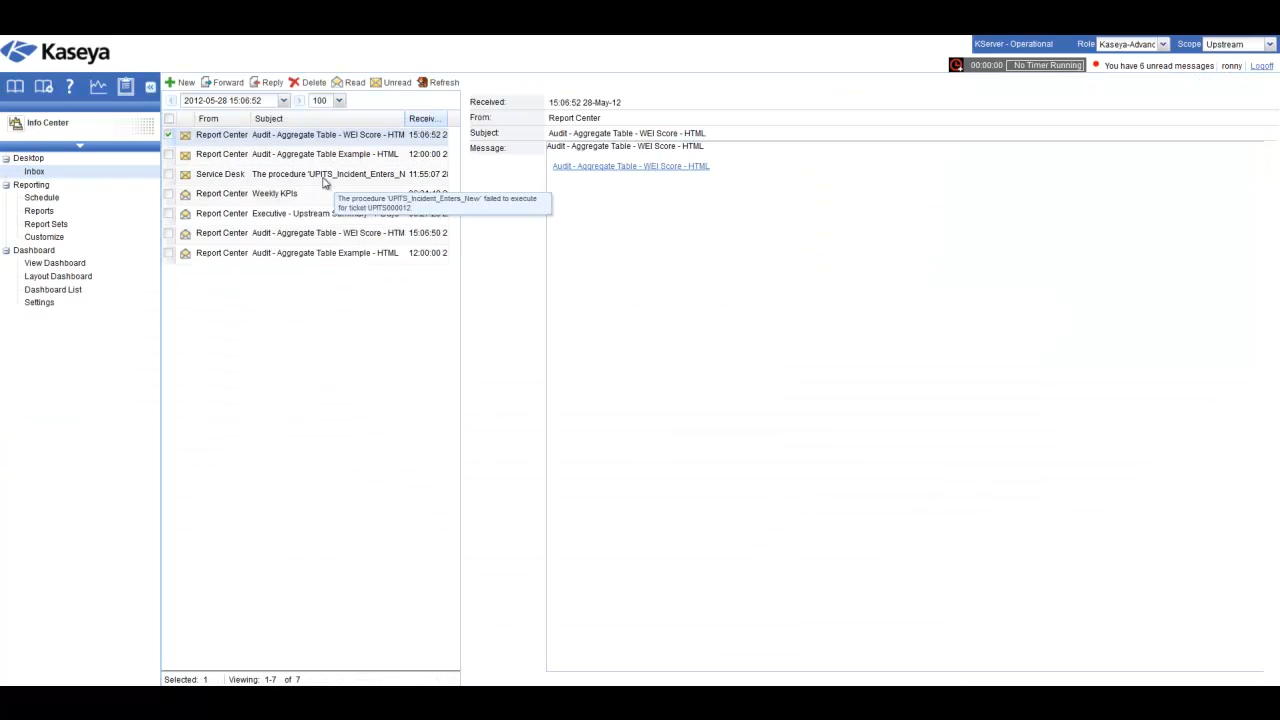 Kaseya
KServer - Operational Role Kaseya-Advanc Scope Upstream
00:00:00 No Timer Running You have 6 unread messages ronny Logoff
New Forward Reply Delete Read Unread Refresh
2012-05-28 15:06:52 100
Info Center
Desktop
Inbox
Reporting
Schedule
Reports
Report Sets
Customize
Dashboard
View Dashboard
Layout Dashboard
Dashboard List
Settings
From Subject Receiv...
Report Center Audit - Aggregate Table - WEI Score - HTM 15:06:52 2
Report Center Audit - Aggregate Table Example - HTML 12:00:00 2
Service Desk The procedure 'UPITS_Incident_Enters_N 11:55:07 2
Report Center Weekly KPIs
Report Center Executive - Upstream Summary
Report Center Audit - Aggregate Table - WEI Score - HTM 15:06:50 2
Report Center Audit - Aggregate Table Example - HTML 12:00:00 2
The procedure 'UPITS_Incident_Enters_New' failed to execute
for ticket UPITS000012.
Received: 15:06:52 28-May-12
From: Report Center
Subject: Audit - Aggregate Table - WEI Score - HTML
Message: Audit - Aggregate Table - WEI Score - HTML
Audit - Aggregate Table - WEI Score - HTML
Selected: 1 Viewing: 1-7 of 7